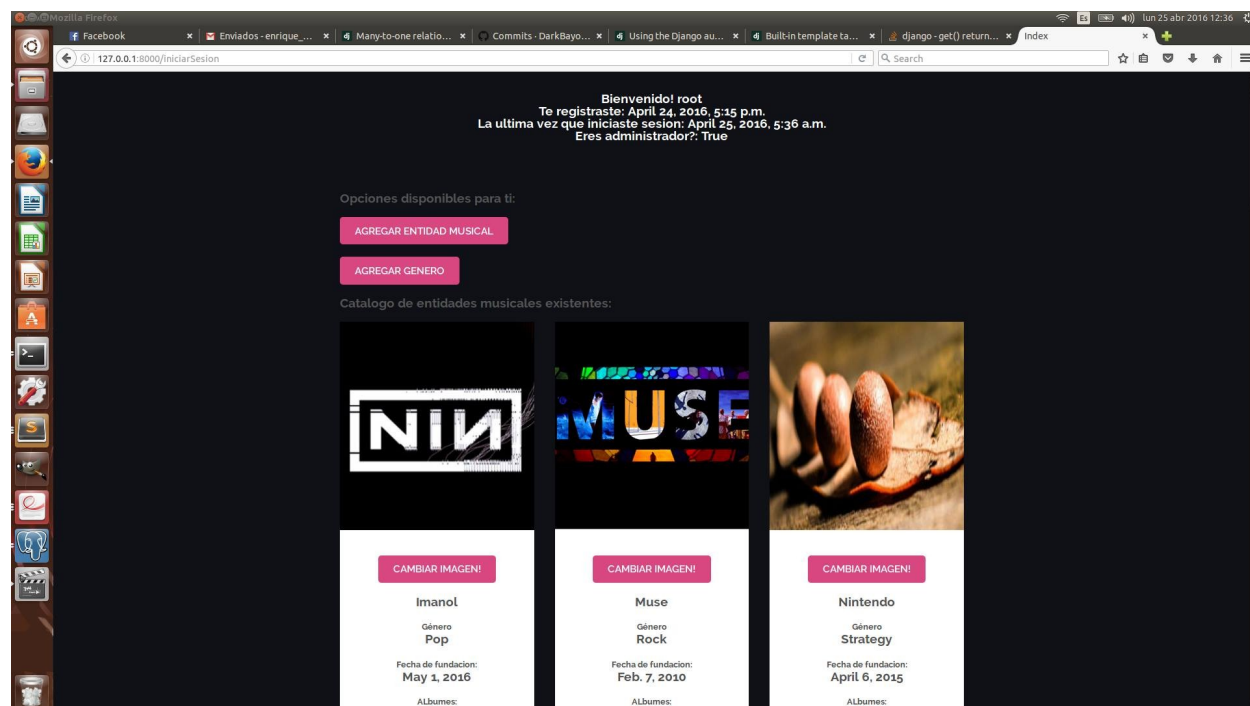 Mozilla Firefox
Es
lun 25 abr 2016 12:36
Facebook
Enviados - enrique_...
Many-to-one relatio...
Commits · DarkBayo...
Using the Django au...
Built-in template ta...
django - get() return...
Index
127.0.0.1:8000/iniciarSesion
Search
Bienvenido! root
Te registraste: April 24, 2016, 5:15 p.m.
La ultima vez que iniciaste sesion: April 25, 2016, 5:36 a.m.
Eres administrador?: True
Opciones disponibles para ti:
AGREGAR ENTIDAD MUSICAL
AGREGAR GENERO
Catalogo de entidades musicales existentes:
NIN
MUSE
CAMBIAR IMAGEN!
CAMBIAR IMAGEN!
CAMBIAR IMAGEN!
Imanol
Muse
Nintendo
Género
Género
Género
Pop
Rock
Strategy
Fecha de fundacion:
Fecha de fundacion:
Fecha de fundacion:
May 1, 2016
Feb. 7, 2010
April 6, 2015
ALbumes:
ALbumes:
ALbumes: